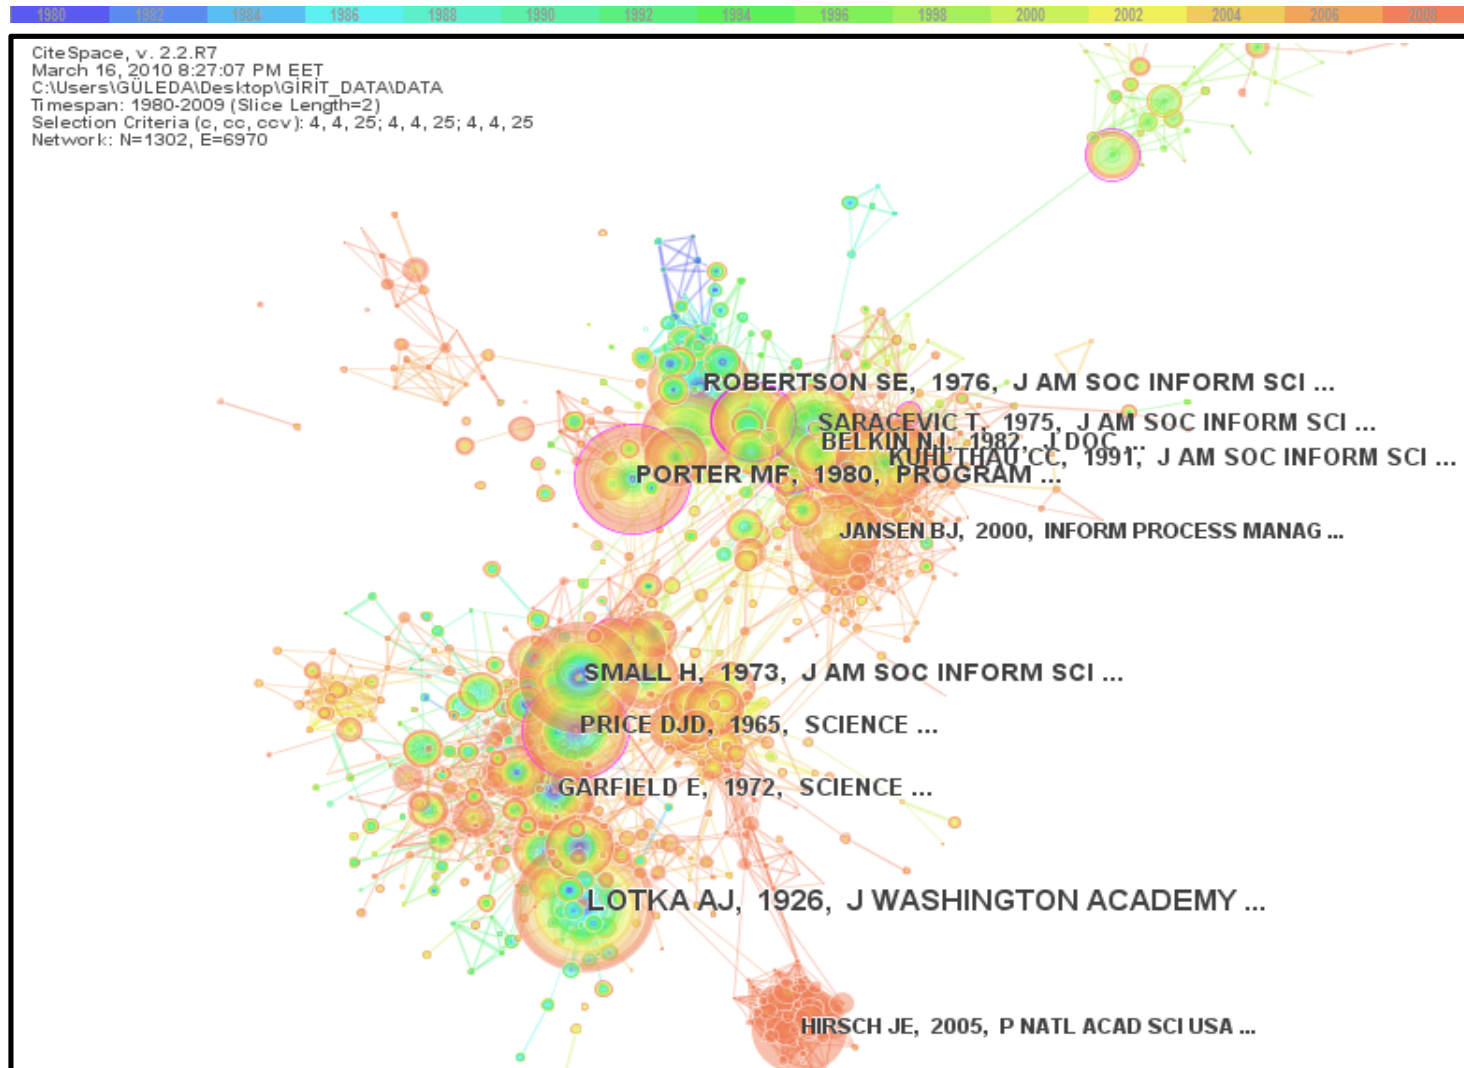 1980 1982 1984 1986 1988 1990 1992 1994 1996 1998 2000 2002 2004 2006 2008
CiteSpace, v. 2.2.R7
March 16, 2010 8:27:07 PM EET
C:\Users\GÜLEDA\Desktop\GİRİT_DATA\DATA
Timespan: 1980-2009 (Slice Length=2)
Selection Criteria (c, cc, ccv): 4, 4, 25; 4, 4, 25; 4, 4, 25
Network: N=1302, E=6970
ROBERTSON SE, 1976, J AM SOC INFORM SCI ...
SARACEVIC T, 1975, J AM SOC INFORM SCI ...
BELKIN NJ, 1982, J DOC ...
KUHLTHAU CC, 1991, J AM SOC INFORM SCI ...
PORTER MF, 1980, PROGRAM ...
JANSEN BJ, 2000, INFORM PROCESS MANAG ...
SMALL H, 1973, J AM SOC INFORM SCI ...
PRICE DJD, 1965, SCIENCE ...
GARFIELD E, 1972, SCIENCE ...
LOTKA AJ, 1926, J WASHINGTON ACADEMY ...
HIRSCH JE, 2005, P NATL ACAD SCI USA ...